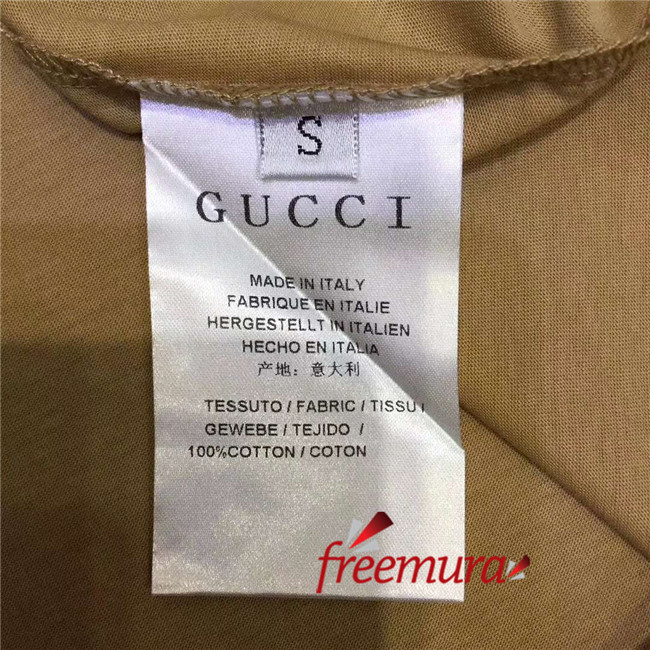 S
GUCCI
MADE IN ITALY
FABRIQUE EN ITALIE
HERGESTELLT IN ITALIEN
HECHO EN ITALIA
产地：意大利
TESSUTO / FABRIC / TISSU /
GEWEBE / TEJIDO /
100%COTTON / COTON
freemura